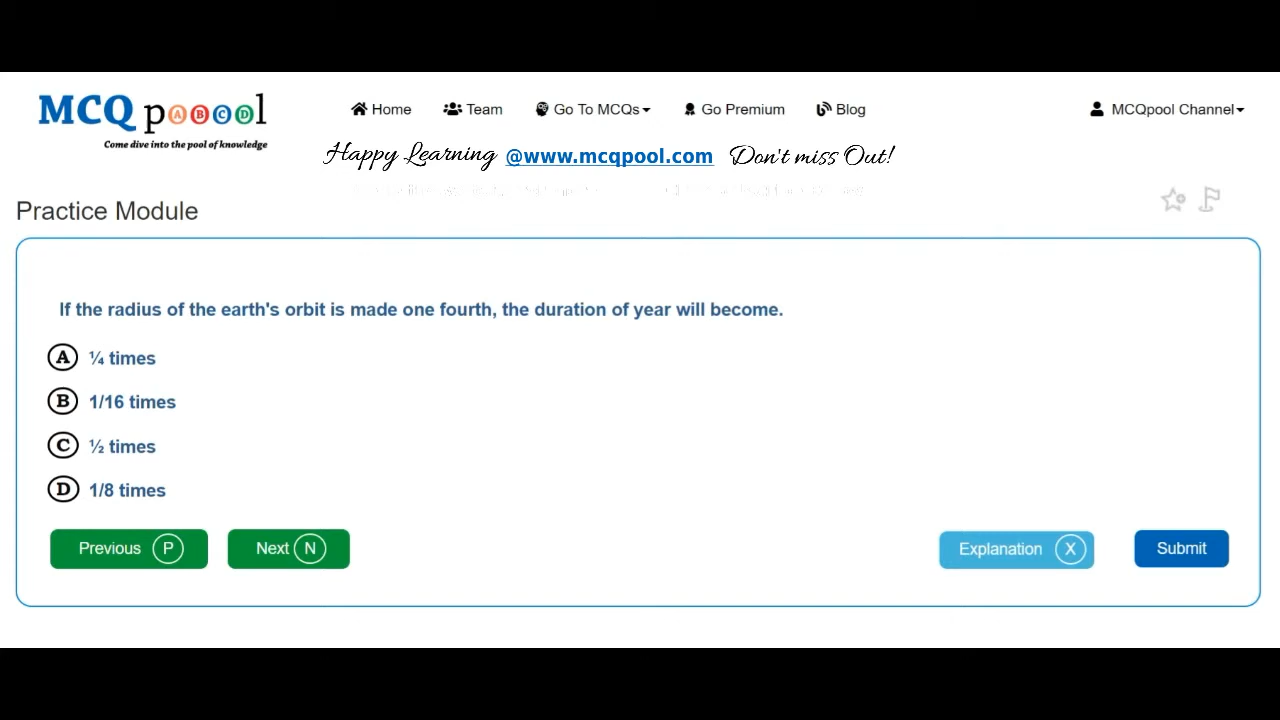 MCQ pABCDl
Come dive into the pool of knowledge
Home Team Go To MCQs Go Premium Blog MCQpool Channel
Happy Learning @www.mcqpool.com Don't miss Out!
Practice Module
If the radius of the earth's orbit is made one fourth, the duration of year will become.
A ¼ times
B 1/16 times
C ½ times
D 1/8 times
Previous P Next N Explanation X Submit